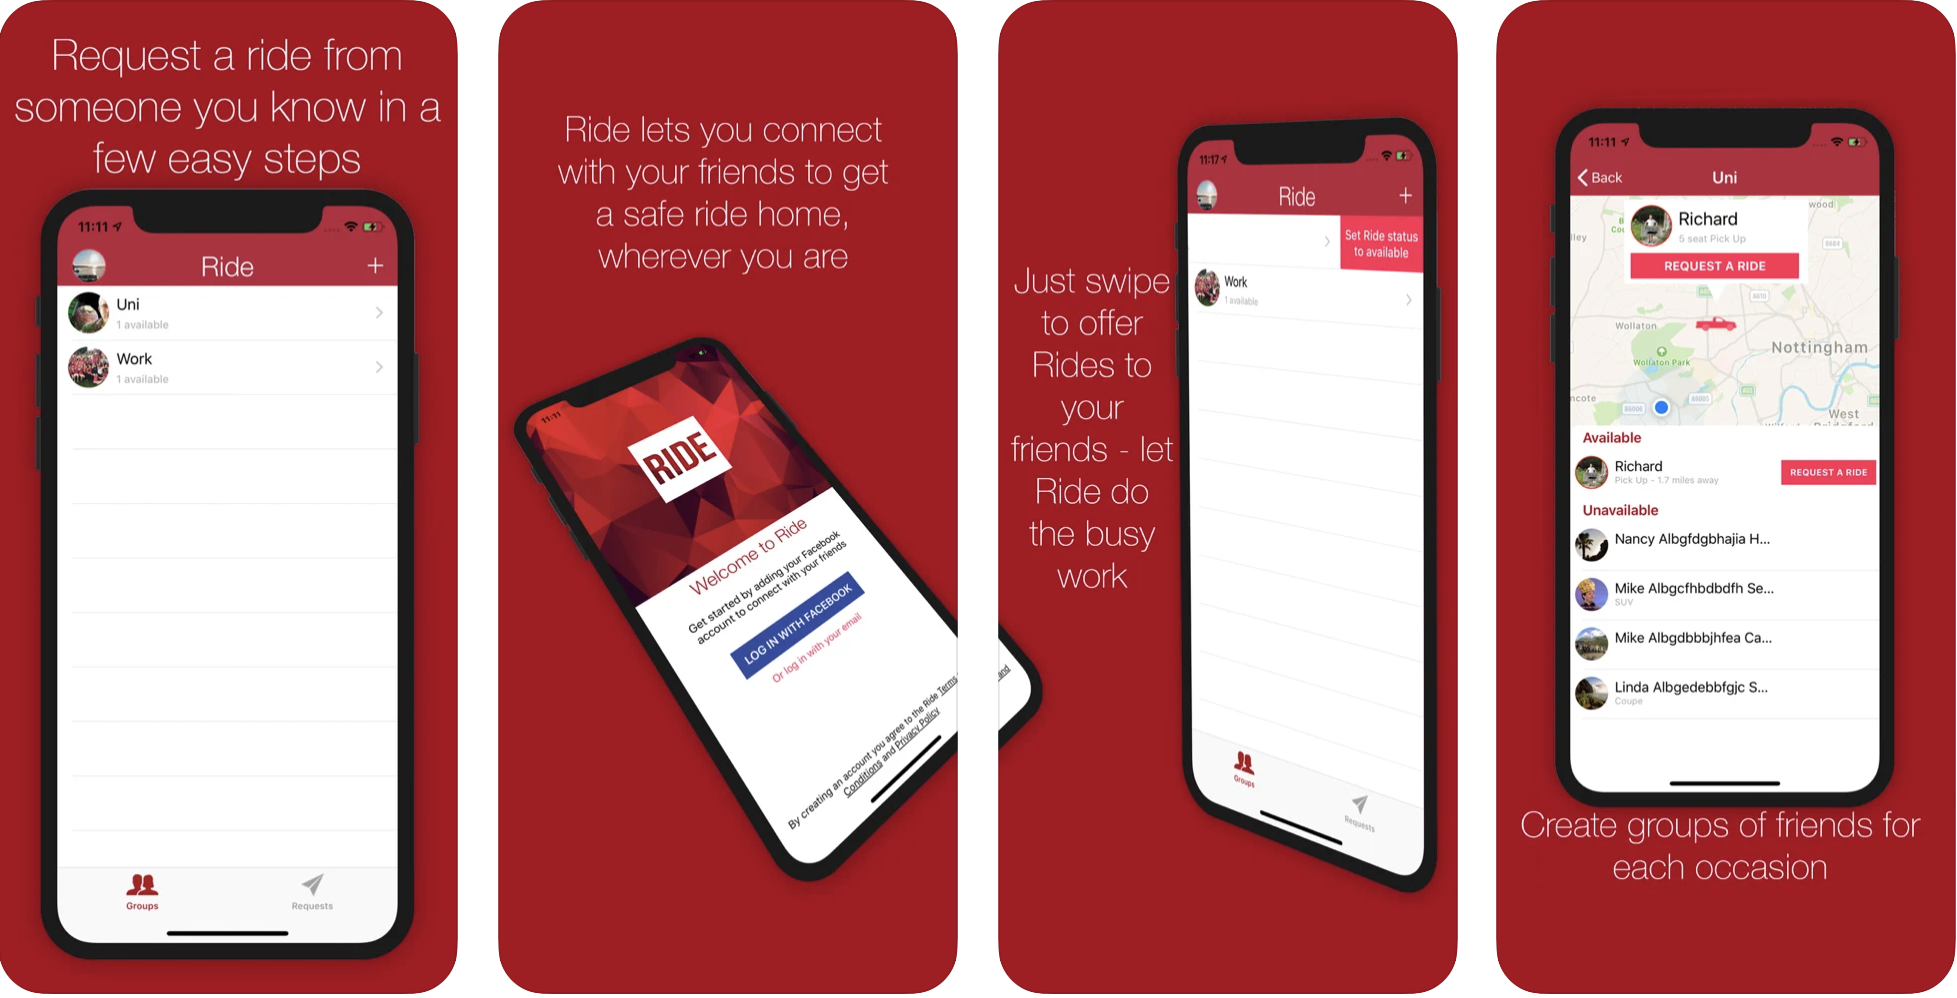 Request a ride from
someone you know in a
few easy steps
11:11
Ride
+
Uni
1 available
Work
1 available
Groups
Requests
Ride lets you connect
with your friends to get
a safe ride home,
wherever you are
11:11
RIDE
Welcome to Ride
Get started by adding your Facebook
account to connect with your friends
LOG IN WITH FACEBOOK
Or log in with your email
By creating an account you agree to the Ride Terms and
Conditions and Privacy Policy
Just swipe
to offer
Rides to
your
friends - let
Ride do
the busy
work
11:17
Ride
+
Set Ride status
to available
Work
1 available
Groups
Requests
11:11
Back
Uni
Richard
5 seat Pick Up
REQUEST A RIDE
wood
lley
Wollaton
Wollaton Park
Nottingham
ncote
West
Available
Richard
Pick Up - 1.7 miles away
REQUEST A RIDE
Unavailable
Nancy Albgfdgbhajia H...
Mike Albgcfhbdbdfh Se...
SUV
Mike Albgdbbbjhfea Ca...
Linda Albgedebbfgjc S...
Coupe
Create groups of friends for
each occasion